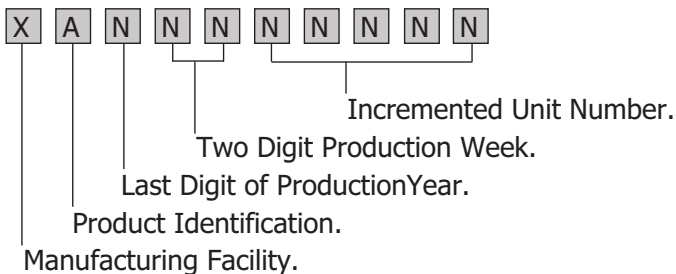 X A N N N N N N N N
Incremented Unit Number.
Two Digit Production Week.
Last Digit of ProductionYear.
Product Identification.
Manufacturing Facility.